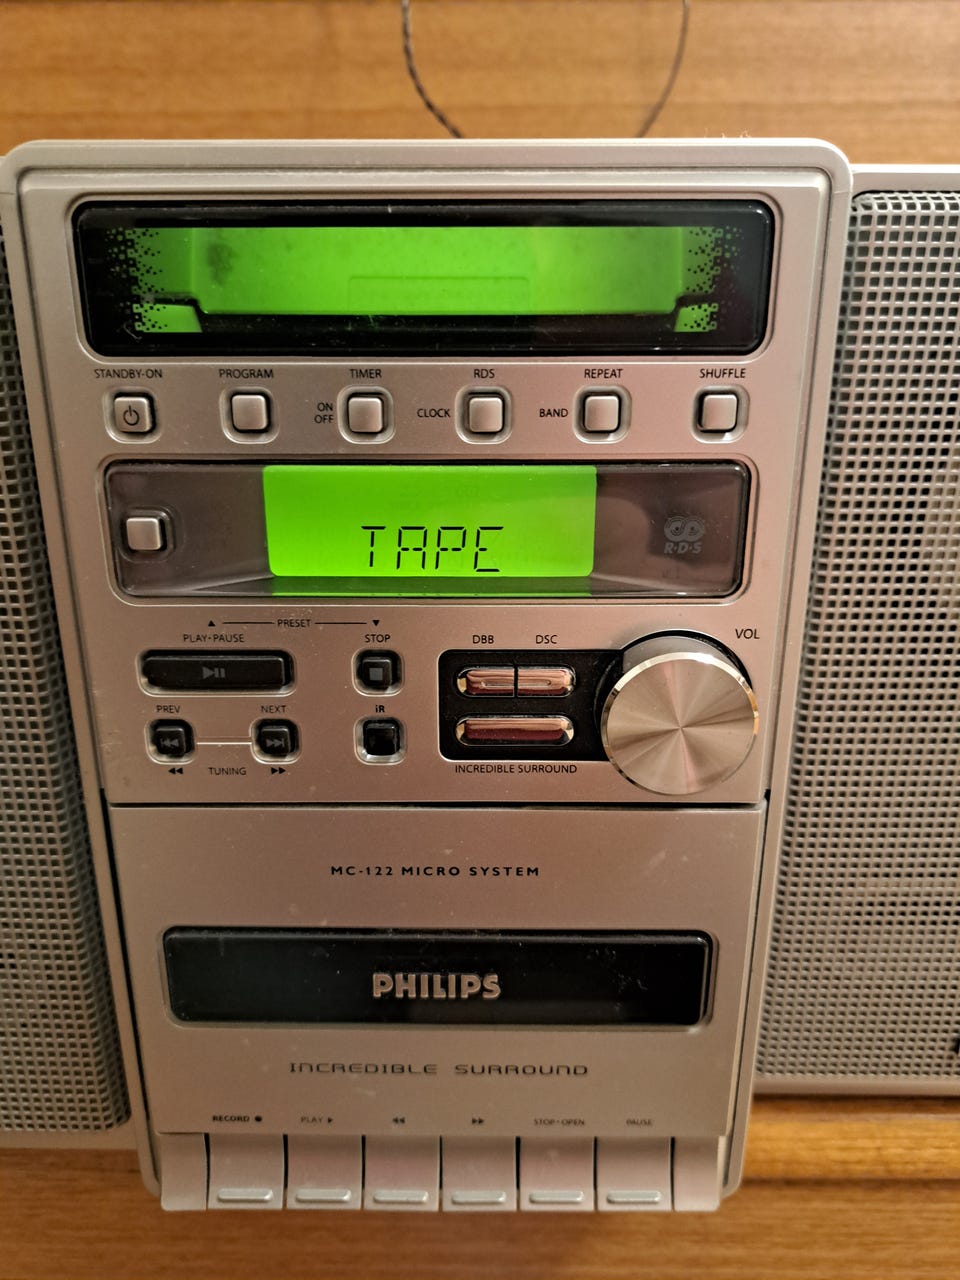 STANDBY-ON PROGRAM TIMER RDS REPEAT SHUFFLE
ON
OFF
CLOCK BAND
TAPE
R·D·S
▲ PRESET ▼
PLAY·PAUSE STOP DBB DSC VOL
PREV NEXT iR
◀◀ TUNING ▶▶
INCREDIBLE SURROUND
MC-122 MICRO SYSTEM
PHILIPS
INCREDIBLE SURROUND
RECORD ● PLAY ▶ ◀◀ ▶▶ STOP·OPEN PAUSE